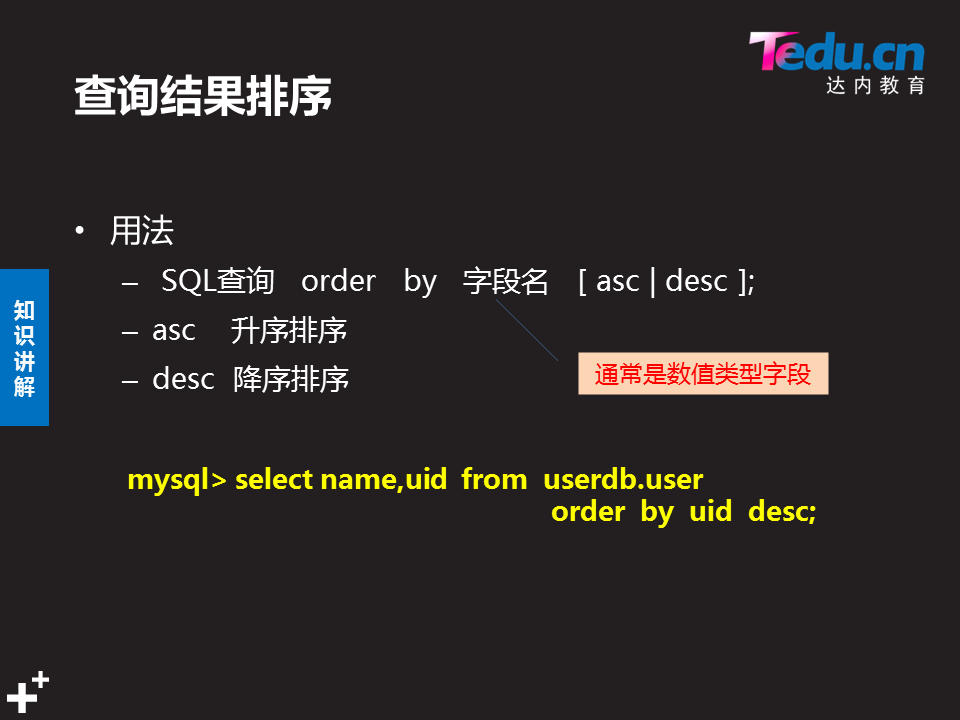 Tedu.cn
达内教育
查询结果排序
• 用法
– SQL查询 order by 字段名 [ asc | desc ];
– asc 升序排序
– desc 降序排序
通常是数值类型字段
知识讲解
mysql> select name,uid from userdb.user
order by uid desc;